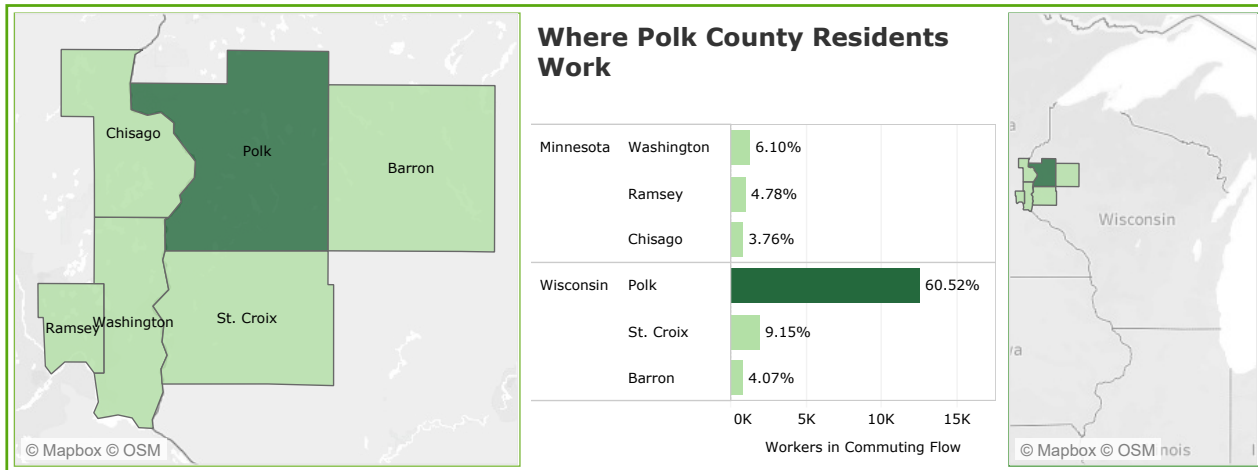 Chisago
Polk
Barron
Ramsey
Washington
St. Croix
© Mapbox © OSM
Where Polk County Residents
Work
Minnesota Washington 6.10%
Ramsey 4.78%
Chisago 3.76%
Wisconsin Polk 60.52%
St. Croix 9.15%
Barron 4.07%
0K 5K 10K 15K
Workers in Commuting Flow
Wisconsin
© Mapbox © OSM